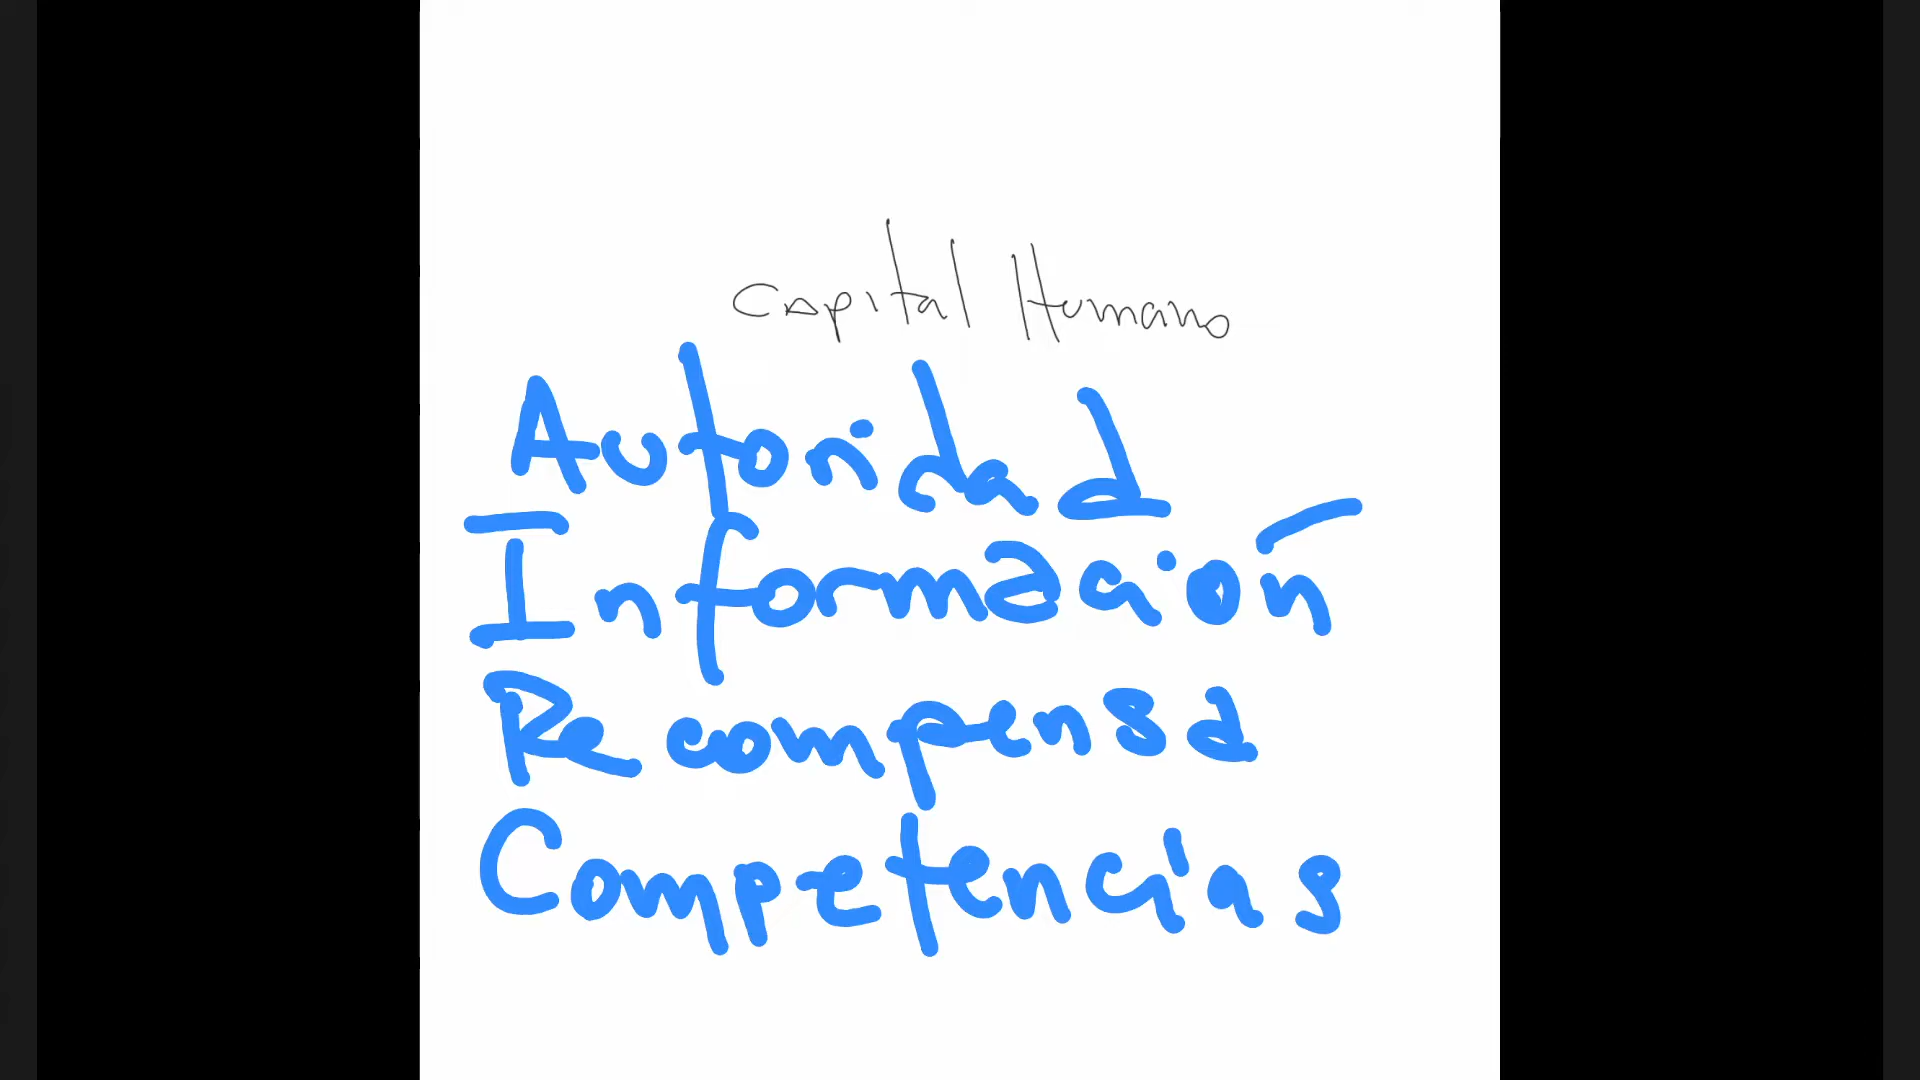 Capital Humano
Autoridad
Información
Recompensa
Competencias